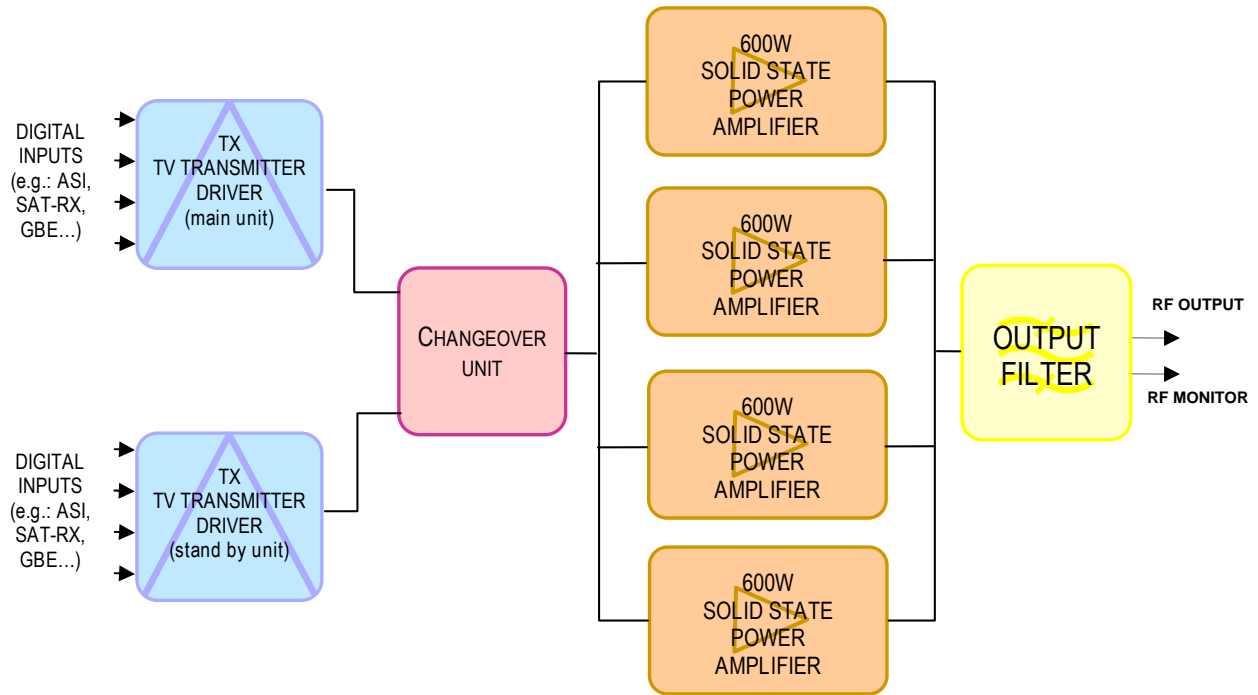 DIGITAL
INPUTS
(e.g.: ASI,
SAT-RX,
GBE...)
TX
TV TRANSMITTER
DRIVER
(main unit)
DIGITAL
INPUTS
(e.g.: ASI,
SAT-RX,
GBE...)
TX
TV TRANSMITTER
DRIVER
(stand by unit)
CHANGEOVER
UNIT
600W
SOLID STATE
POWER
AMPLIFIER
600W
SOLID STATE
POWER
AMPLIFIER
600W
SOLID STATE
POWER
AMPLIFIER
600W
SOLID STATE
POWER
AMPLIFIER
OUTPUT
FILTER
RF OUTPUT
RF MONITOR